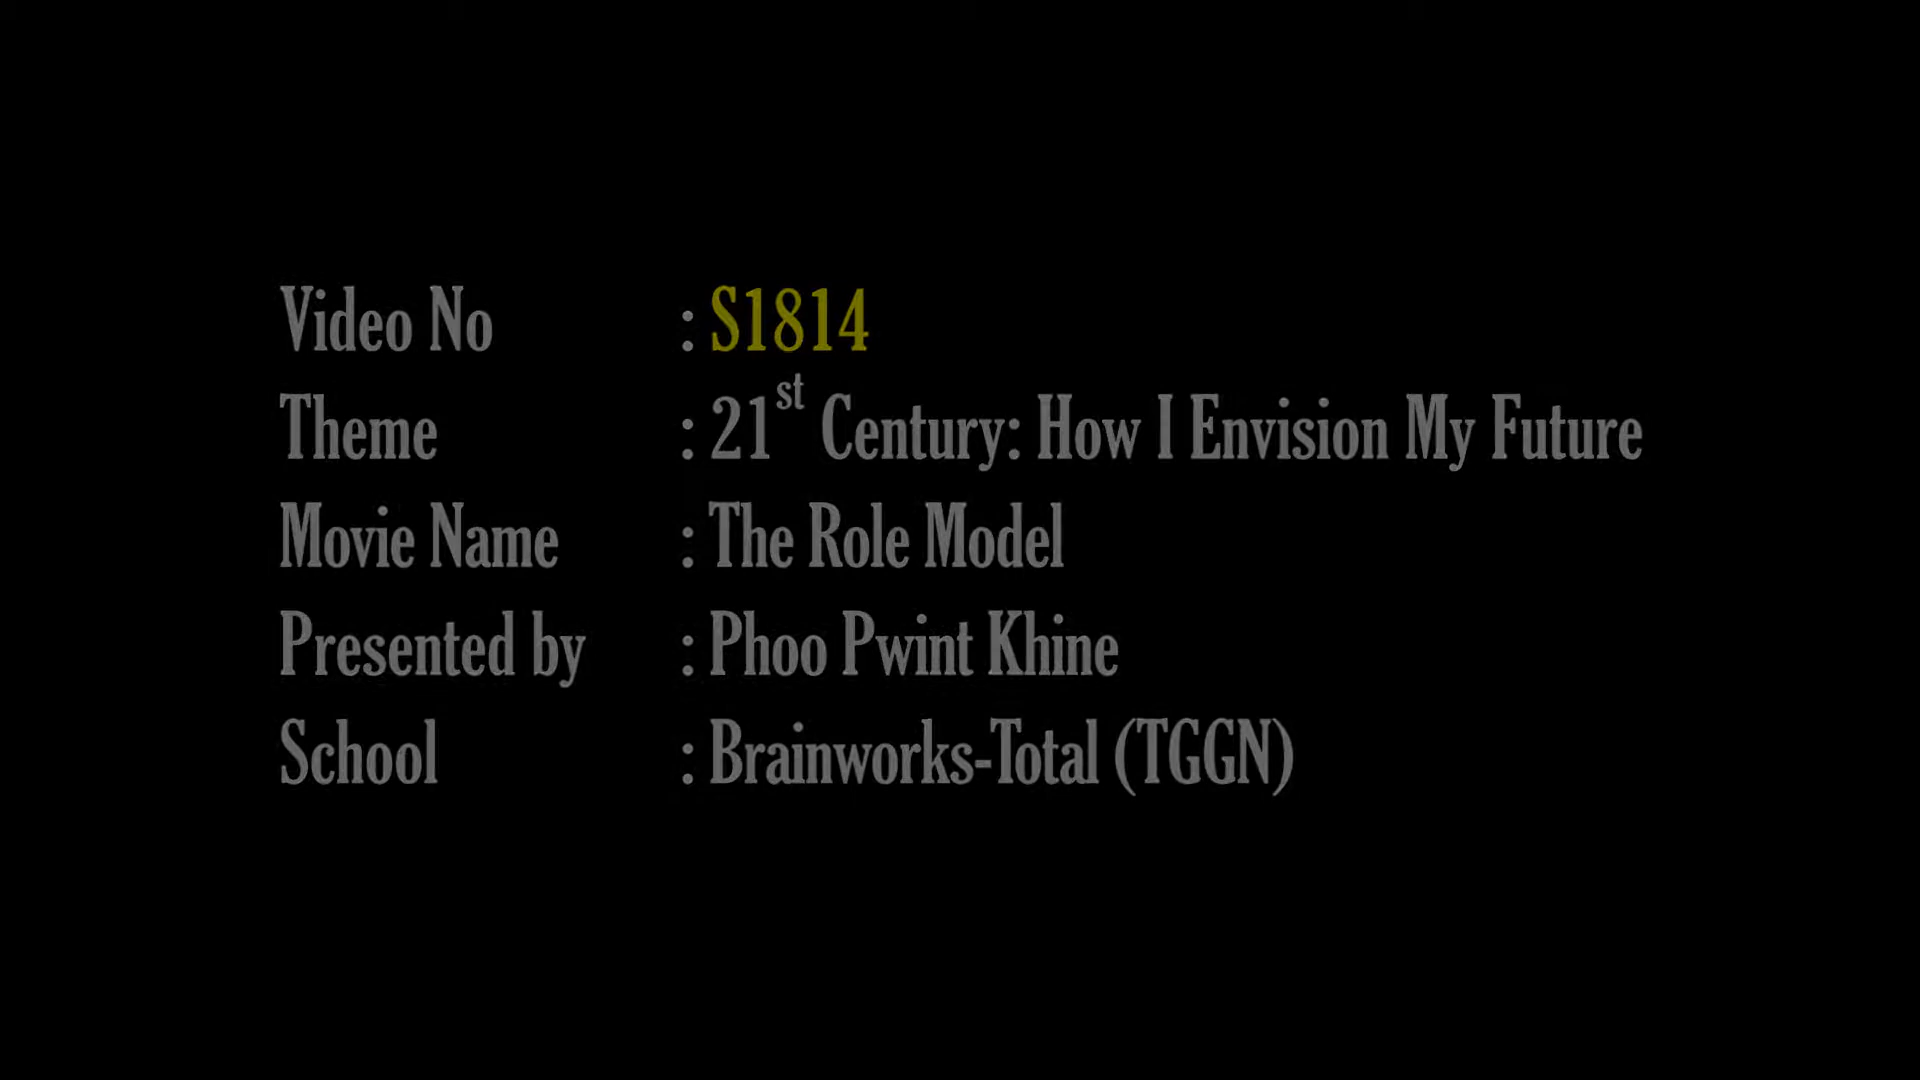 Video No : S1814
Theme : 21st Century: How I Envision My Future
Movie Name : The Role Model
Presented by : Phoo Pwint Khine
School : Brainworks-Total (TGGN)